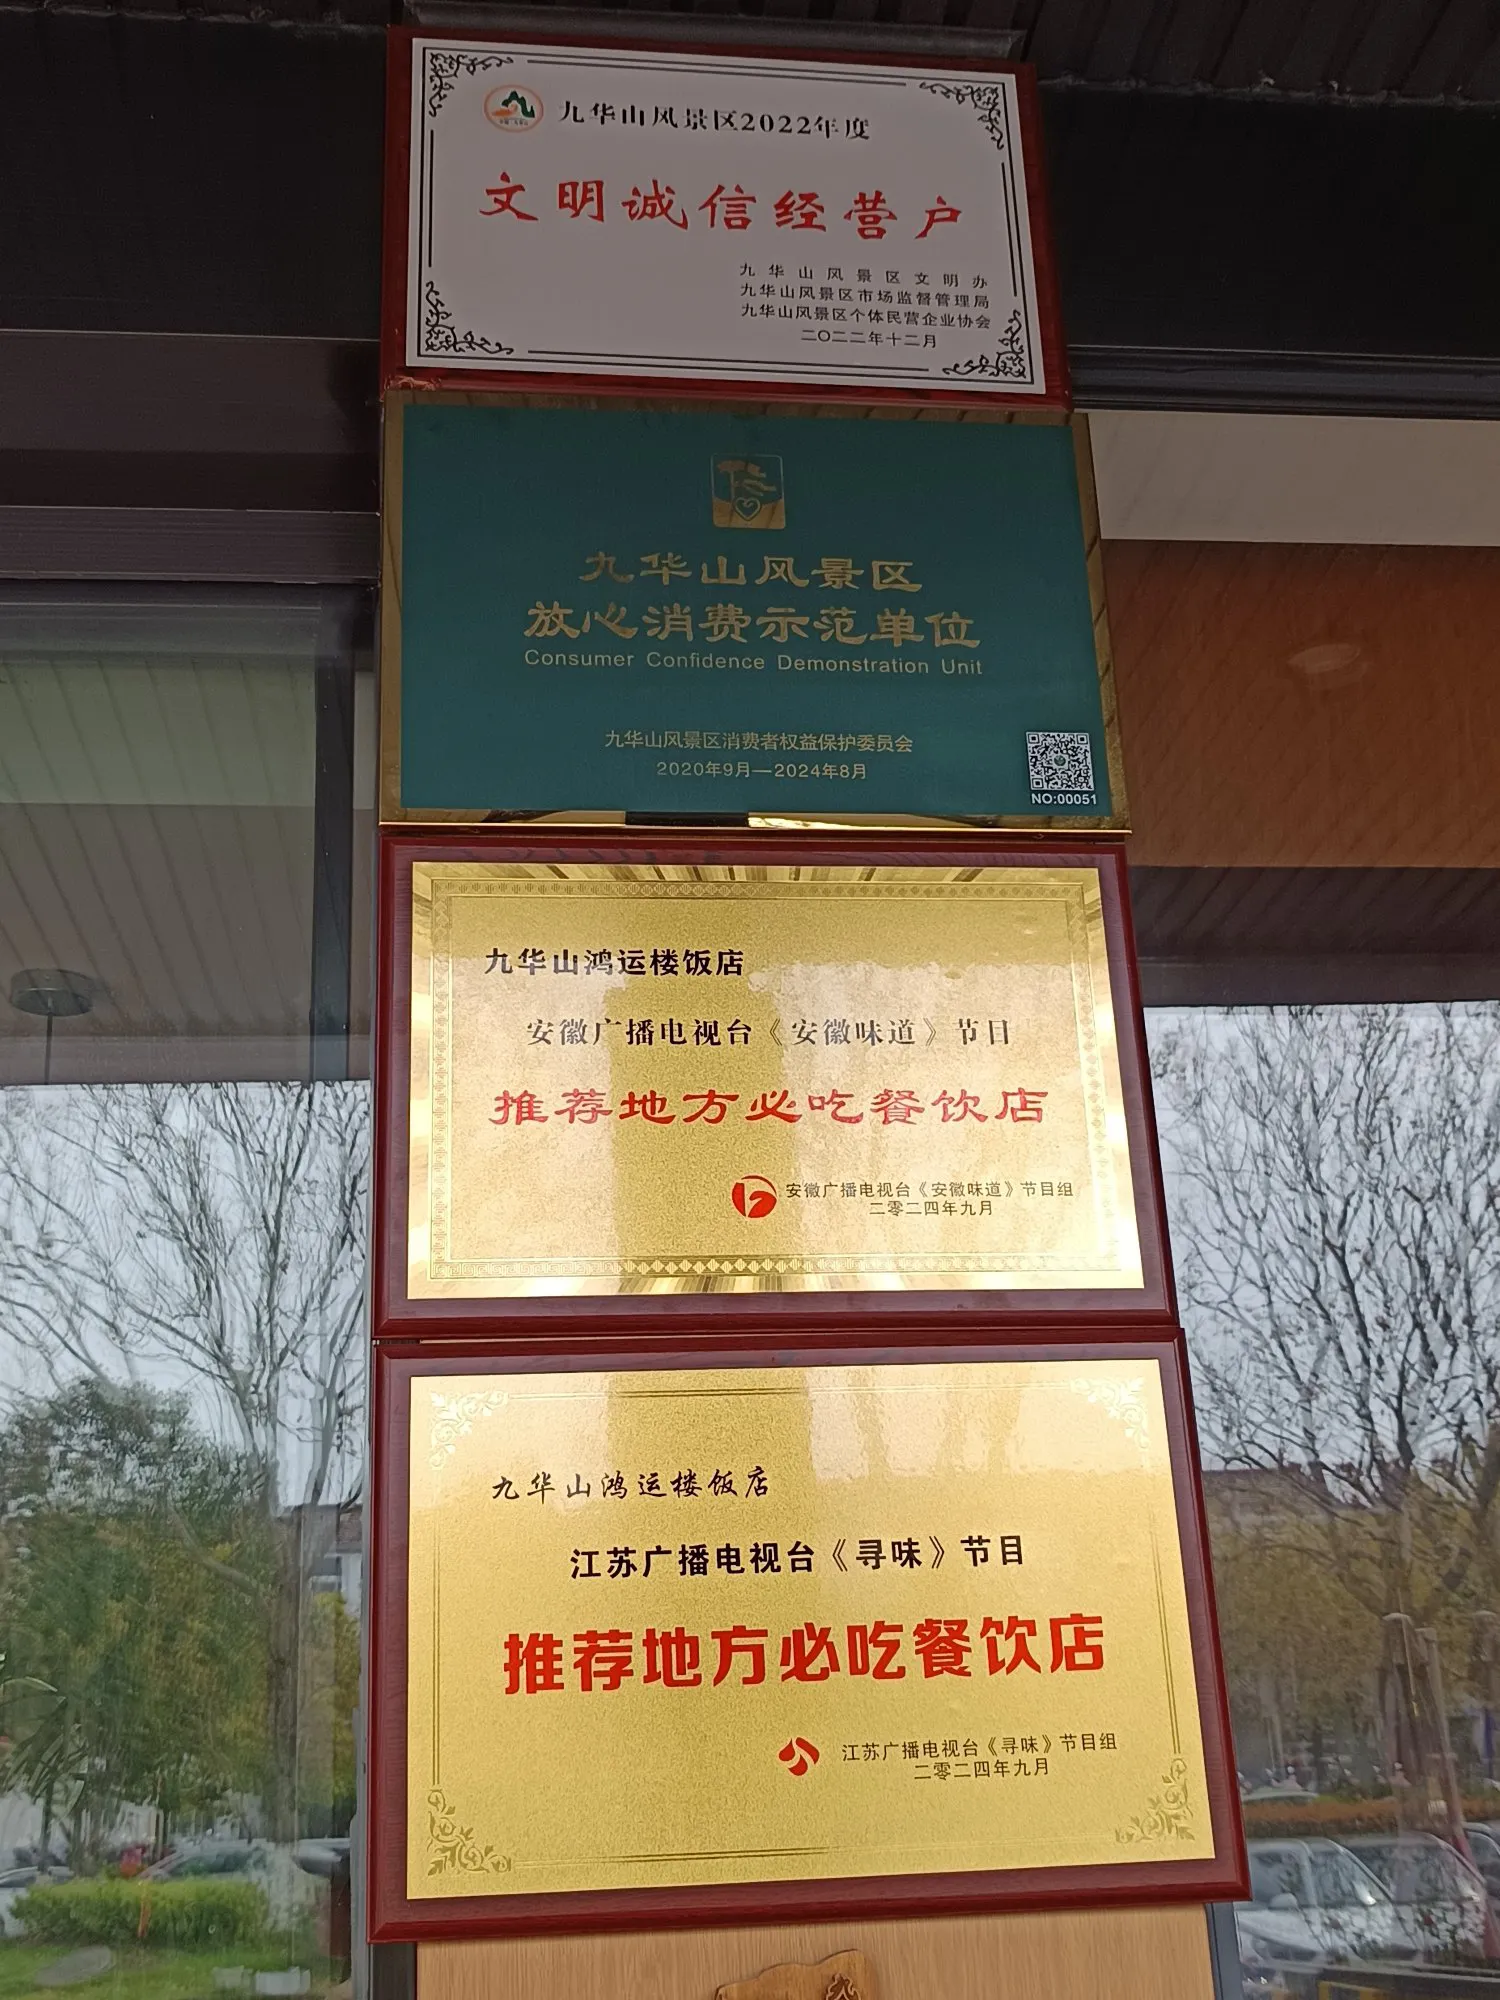 九华山风景区2022年度
文明诚信经营户
九华山风景区文明办
九华山风景区市场监督管理局
九华山风景区个体民营企业协会
二〇二二年十二月
九华山风景区
放心消费示范单位
Consumer Confidence Demonstration Unit
九华山风景区消费者权益保护委员会
2020年9月—2024年8月
NO:00051
九华山鸿运楼饭店
安徽广播电视台《安徽味道》节目
推荐地方必吃餐饮店
安徽广播电视台《安徽味道》节目组
二零二四年九月
九华山鸿运楼饭店
江苏广播电视台《寻味》节目
推荐地方必吃餐饮店
江苏广播电视台《寻味》节目组
二零二四年九月